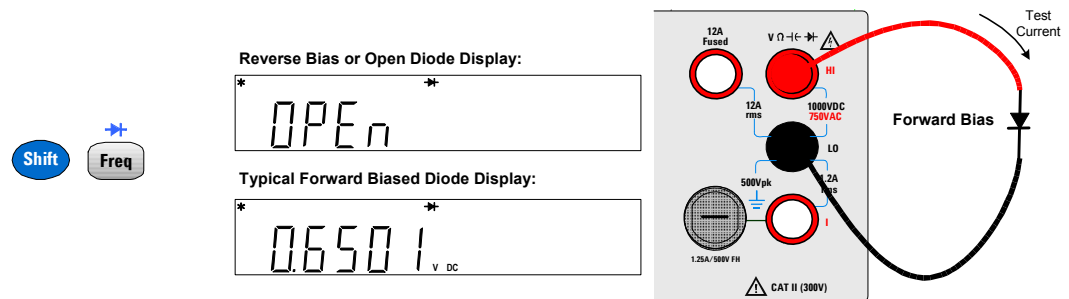 Shift
Freq
Reverse Bias or Open Diode Display:
*
OPEn
Typical Forward Biased Diode Display:
*
0.6501 V DC
12A
Fused
V Ω
HI
12A
rms
1000VDC
750VAC
LO
500Vpk
1.2A
rms
I
1.25A/500V FH
CAT II (300V)
Test
Current
Forward Bias